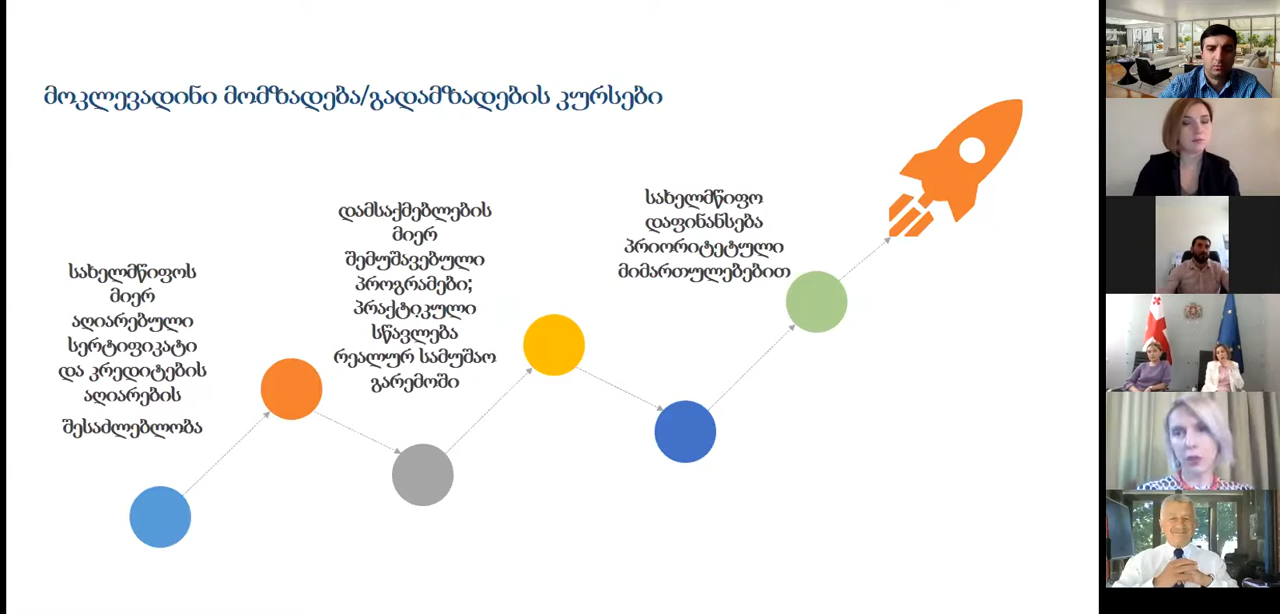 მოკლევადინი მომზადება/გადამზადების კურსები
სახელმწიფოს
მიერ
აღიარებული
სერტიფიკატი
და კრედიტების
აღიარების
შესაძლებლობა
დამსაქმებლების
მიერ
შემუშავებული
პროგრამები;
პრაქტიკული
სწავლება
რეალურ სამუშაო
გარემოში
სახელმწიფო
დაფინანსება
პრიორიტეტული
მიმართულებებით